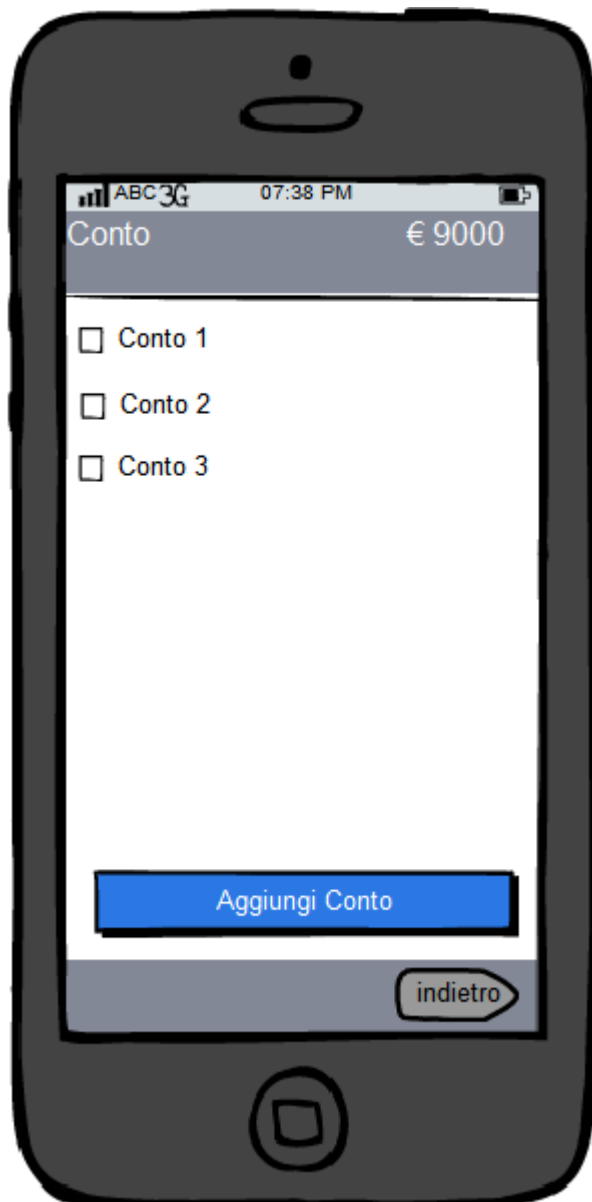 ABC 3G 07:38 PM
Conto € 9000
Conto 1
Conto 2
Conto 3
Aggiungi Conto
indietro